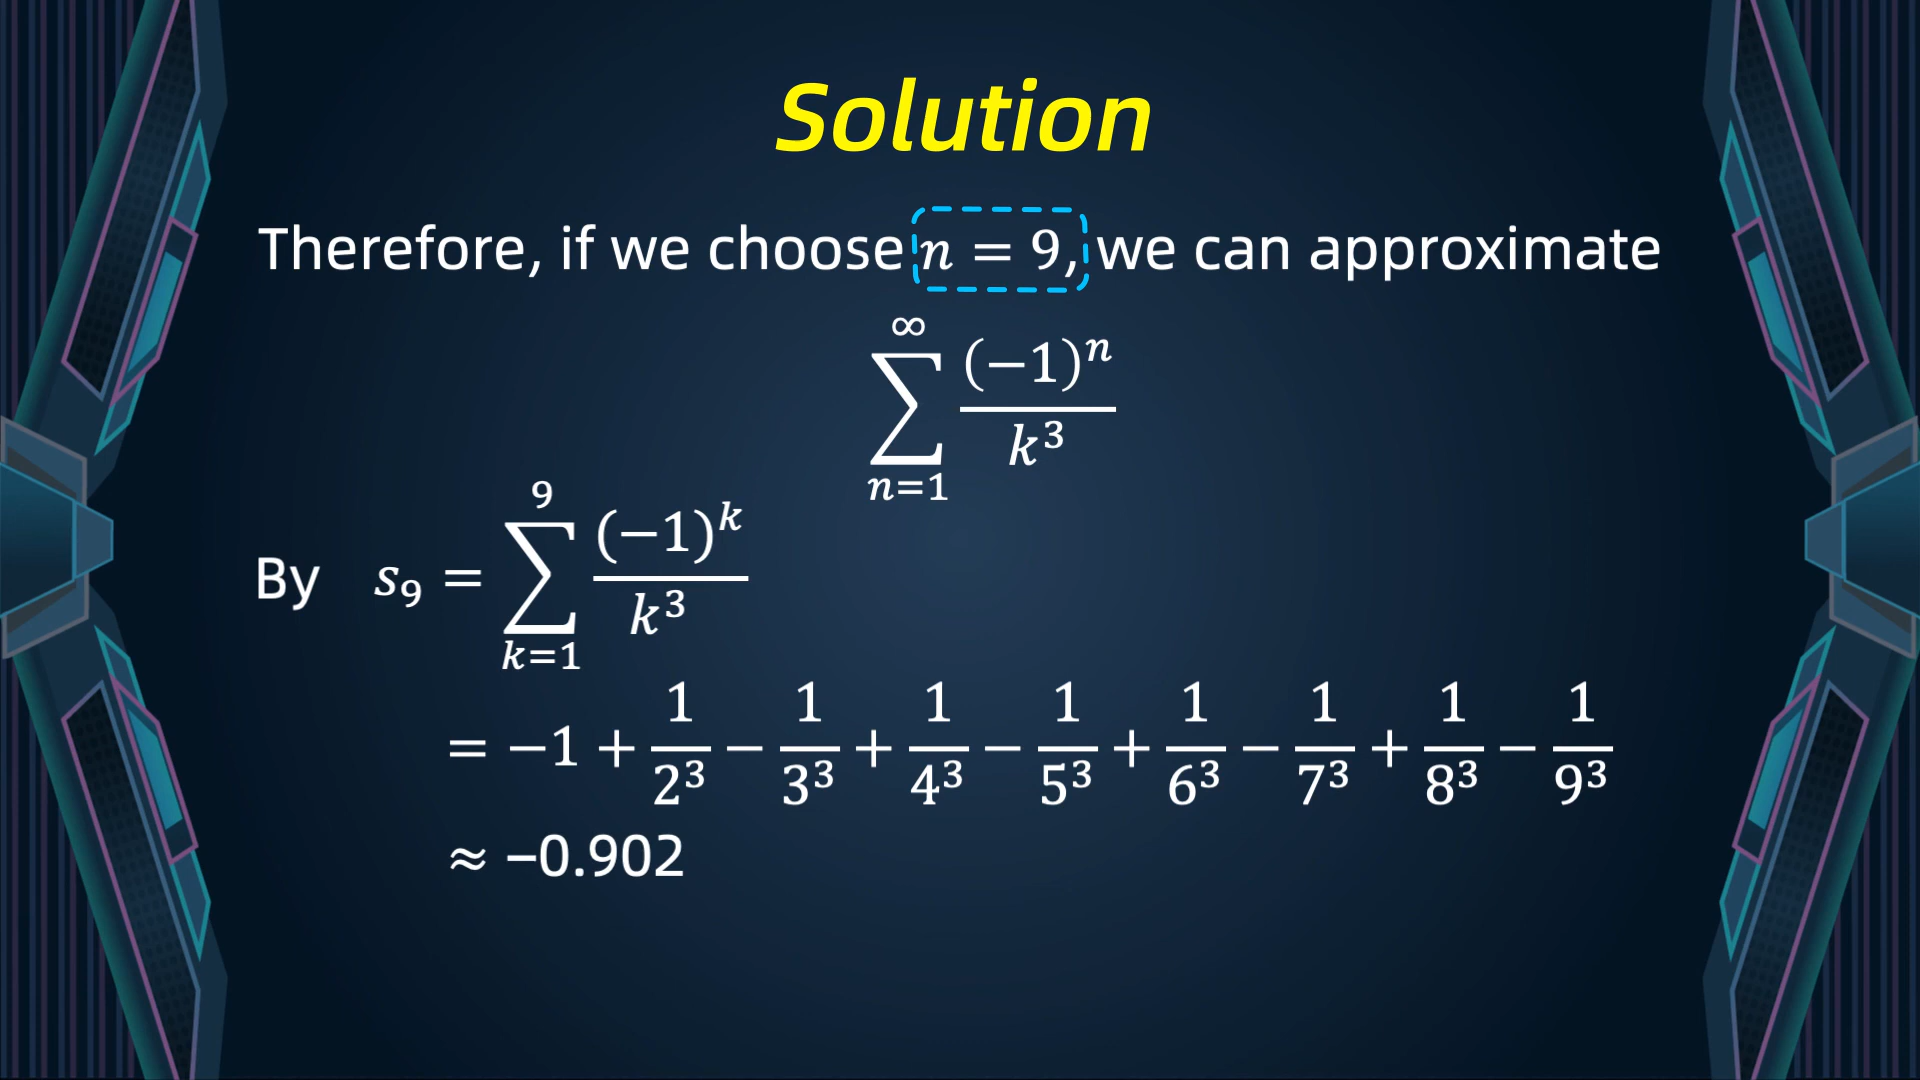 Solution
Therefore, if we choose n = 9, we can approximate
∑_{n=1}^{∞} (−1)^n / k^3
By s_9 = ∑_{k=1}^{9} (−1)^k / k^3
= −1 + 1/2^3 − 1/3^3 + 1/4^3 − 1/5^3 + 1/6^3 − 1/7^3 + 1/8^3 − 1/9^3
≈ −0.902